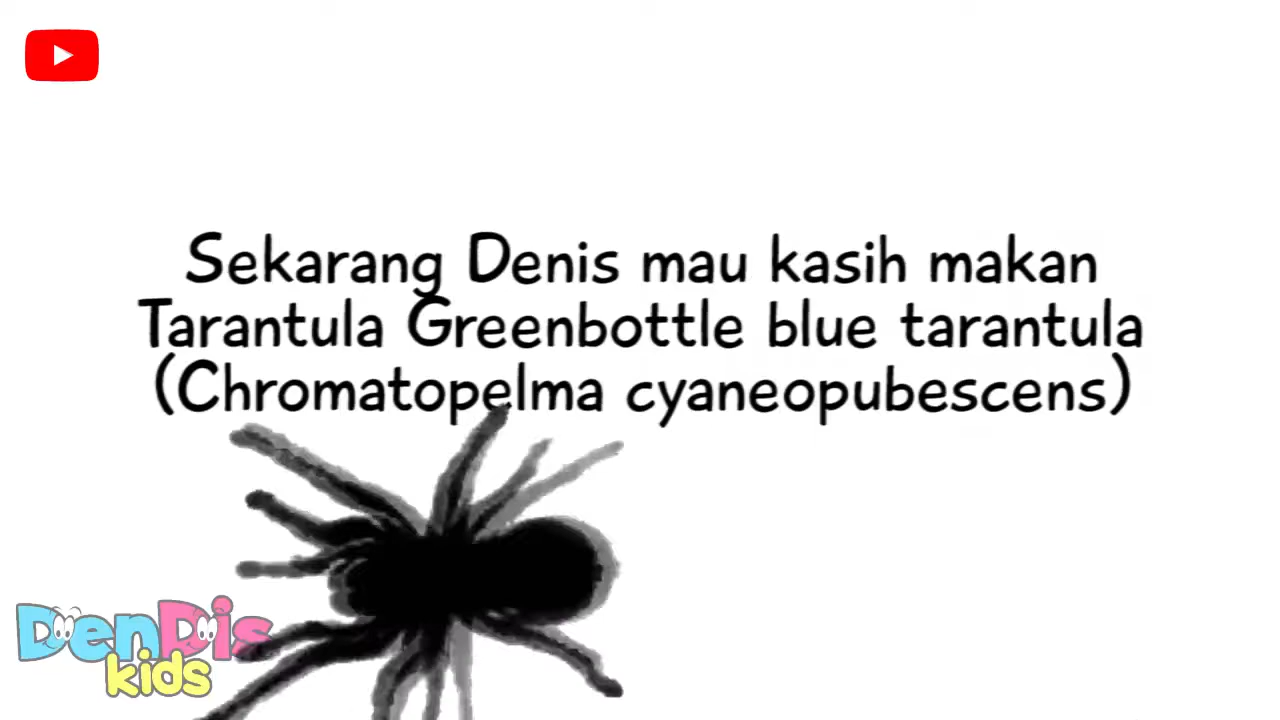 Sekarang Denis mau kasih makan
Tarantula Greenbottle blue tarantula
(Chromatopelma cyaneopubescens)
DenDis
kids